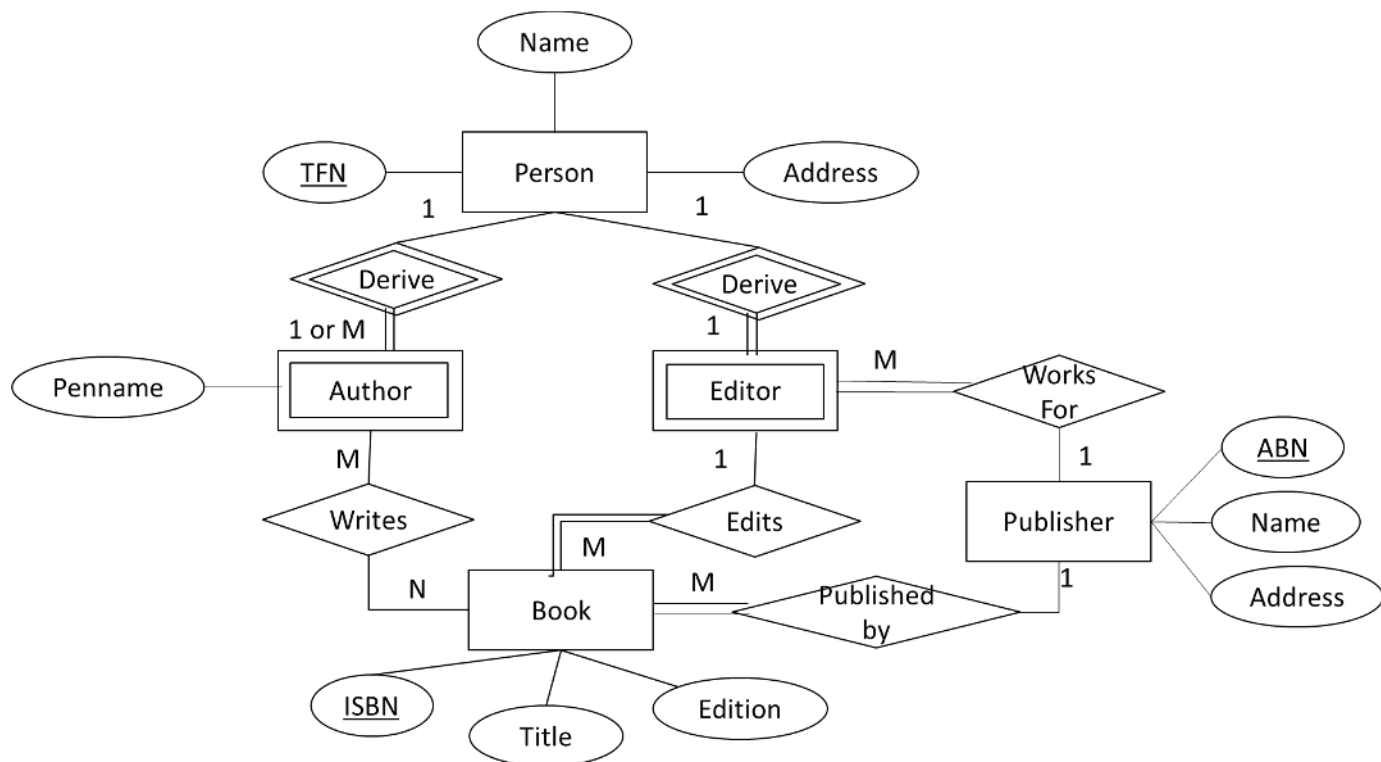 Name
TFN
Person
Address
1
1
Derive
Derive
1 or M
1
Penname
Author
Editor
M
Works
For
M
1
1
ABN
Writes
Edits
Publisher
Name
M
N
Book
M
Published
by
1
Address
ISBN
Title
Edition